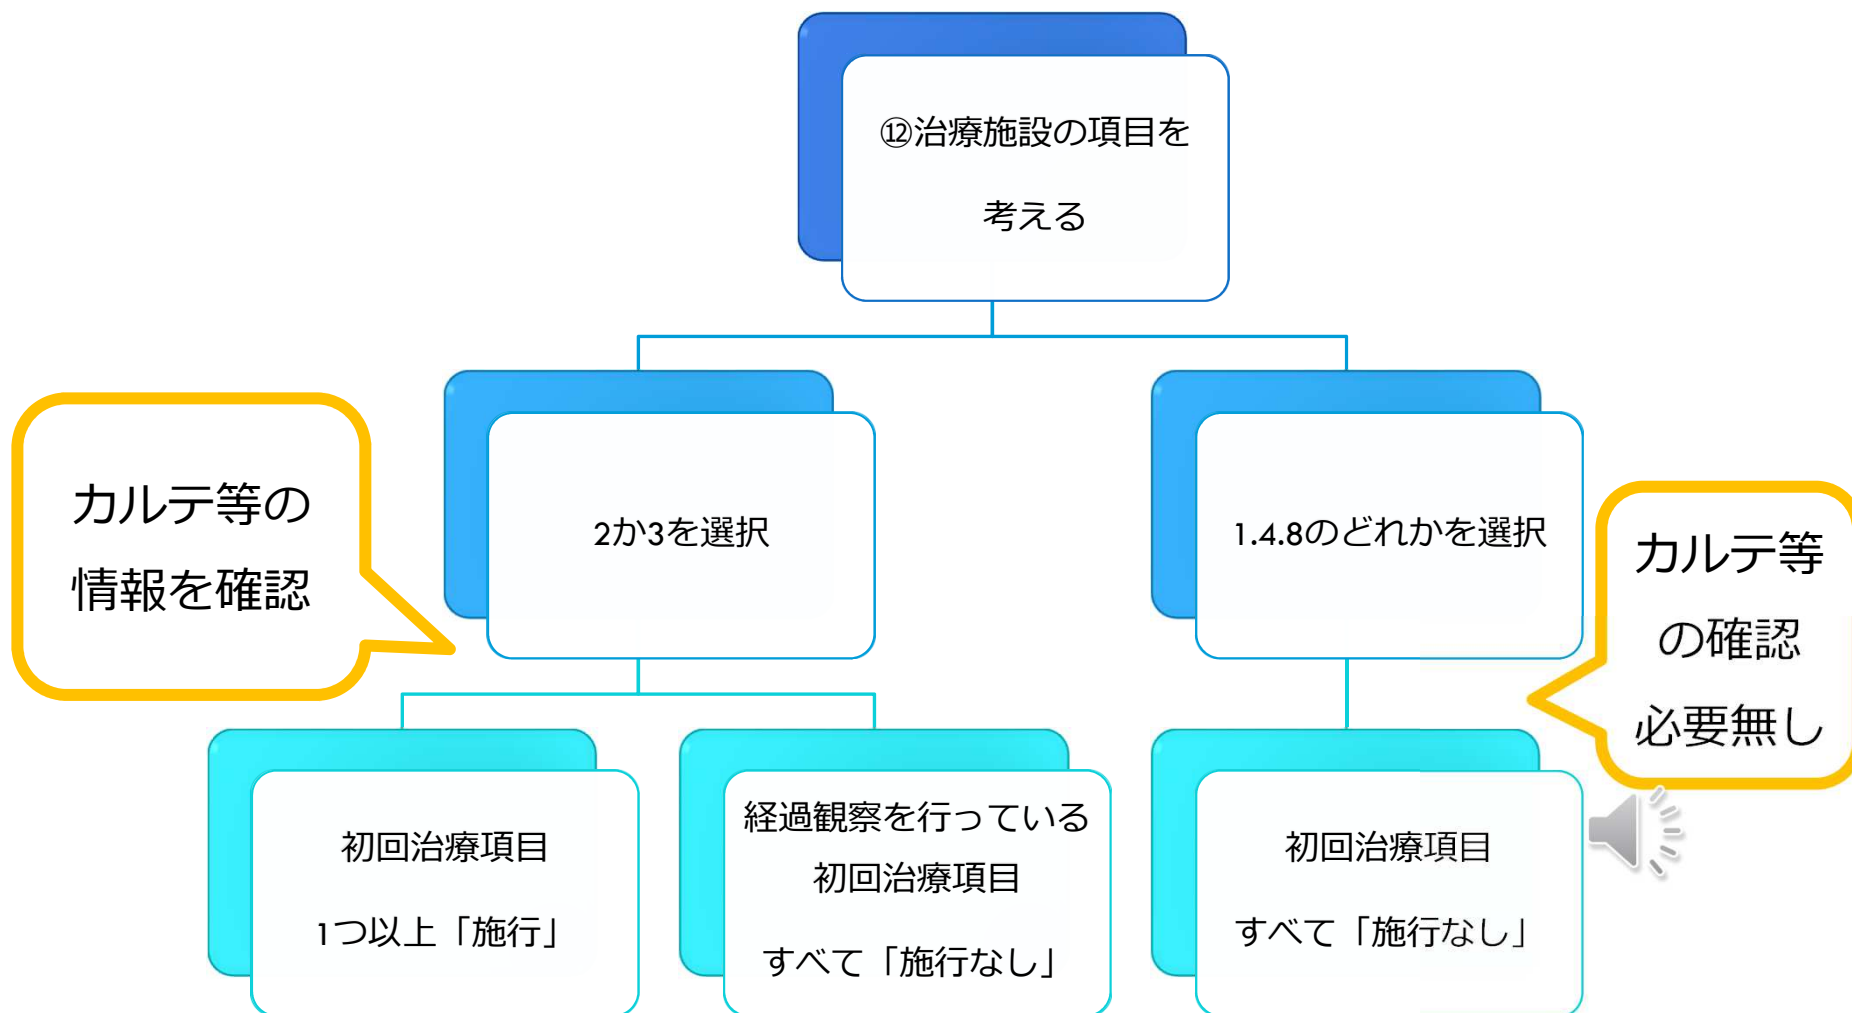 ⑫治療施設の項目を
考える
カルテ等の
情報を確認
2か3を選択
1.4.8のどれかを選択
カルテ等
の確認
必要無し
初回治療項目
1つ以上「施行」
経過観察を行っている
初回治療項目
すべて「施行なし」
初回治療項目
すべて「施行なし」